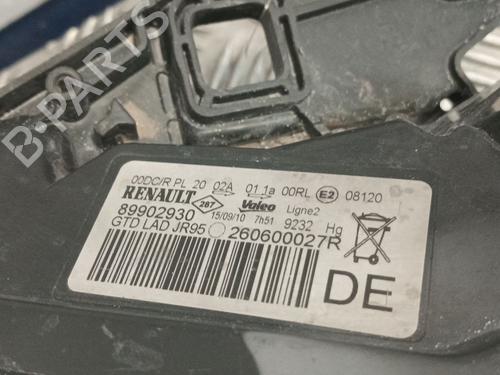 B-PARTS
00DC/R PL 20 02A 01 1a 00RL E2 08120
RENAULT 287 15/09/10 Valeo 7h51 Ligne2 9232 Hg
89902930
GTD LAD JR95 260600027R
DE